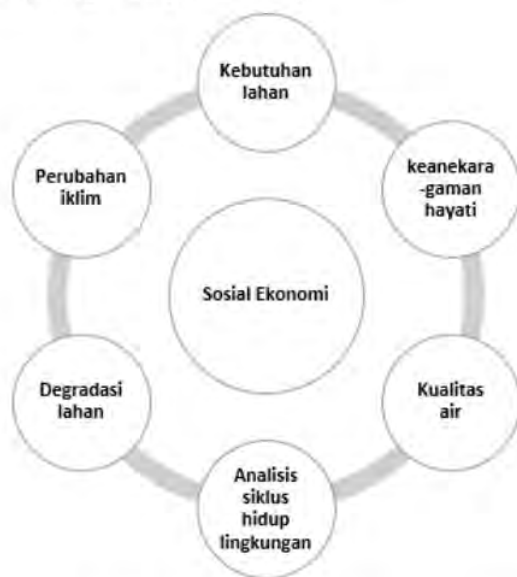 Kebutuhan
lahan
keanekara
-gaman
hayati
Kualitas
air
Analisis
siklus
hidup
lingkungan
Degradasi
lahan
Perubahan
iklim
Sosial Ekonomi